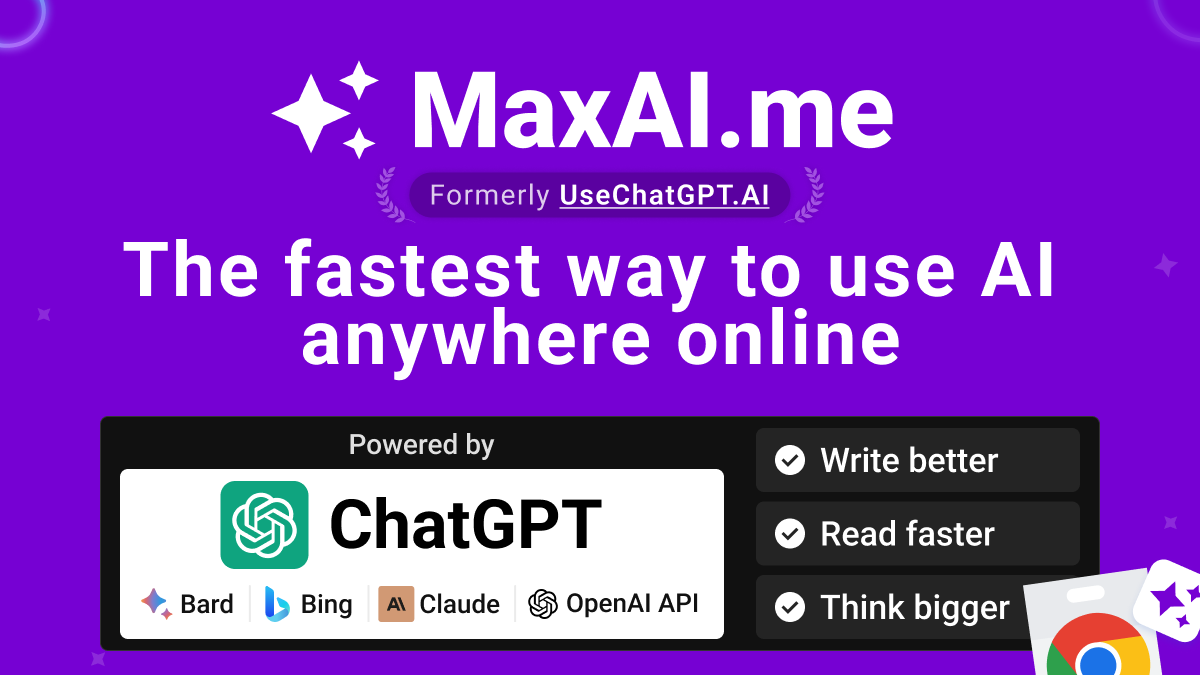 MaxAI.me
Formerly UseChatGPT.AI
The fastest way to use AI
anywhere online
Powered by
ChatGPT
Bard
Bing
Claude
OpenAI API
Write better
Read faster
Think bigger